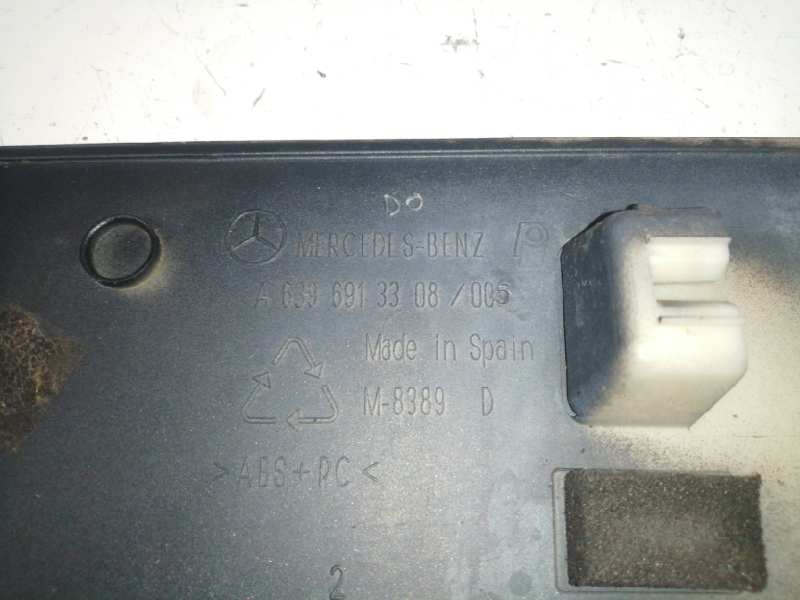 DO
MERCEDES-BENZ
A 639 691 33 08 / 005
Made in Spain
M-8389 D
>ABS+PC<
2